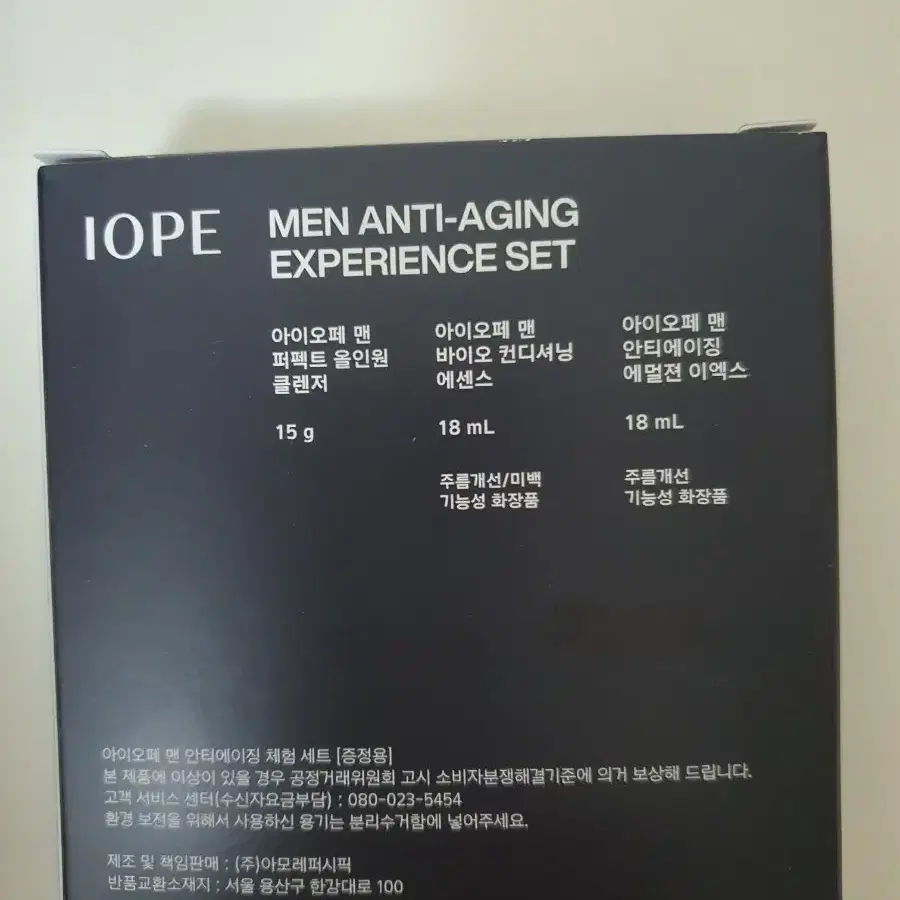 IOPE
MEN ANTI-AGING
EXPERIENCE SET
아이오페 맨
퍼펙트 올인원
클렌저
15 g
아이오페 맨
바이오 컨디셔닝
에센스
18 mL
주름개선/미백
기능성 화장품
아이오페 맨
안티에이징
에멀젼 이엑스
18 mL
주름개선
기능성 화장품
아이오페 맨 안티에이징 체험 세트 [증정용]
본 제품에 이상이 있을 경우 공정거래위원회 고시 소비자분쟁해결기준에 의거 보상해 드립니다.
고객 서비스 센터(수신자요금부담) : 080-023-5454
환경 보전을 위해서 사용하신 용기는 분리수거함에 넣어주세요.
제조 및 책임판매 : (주)아모레퍼시픽
반품교환소재지 : 서울 용산구 한강대로 100